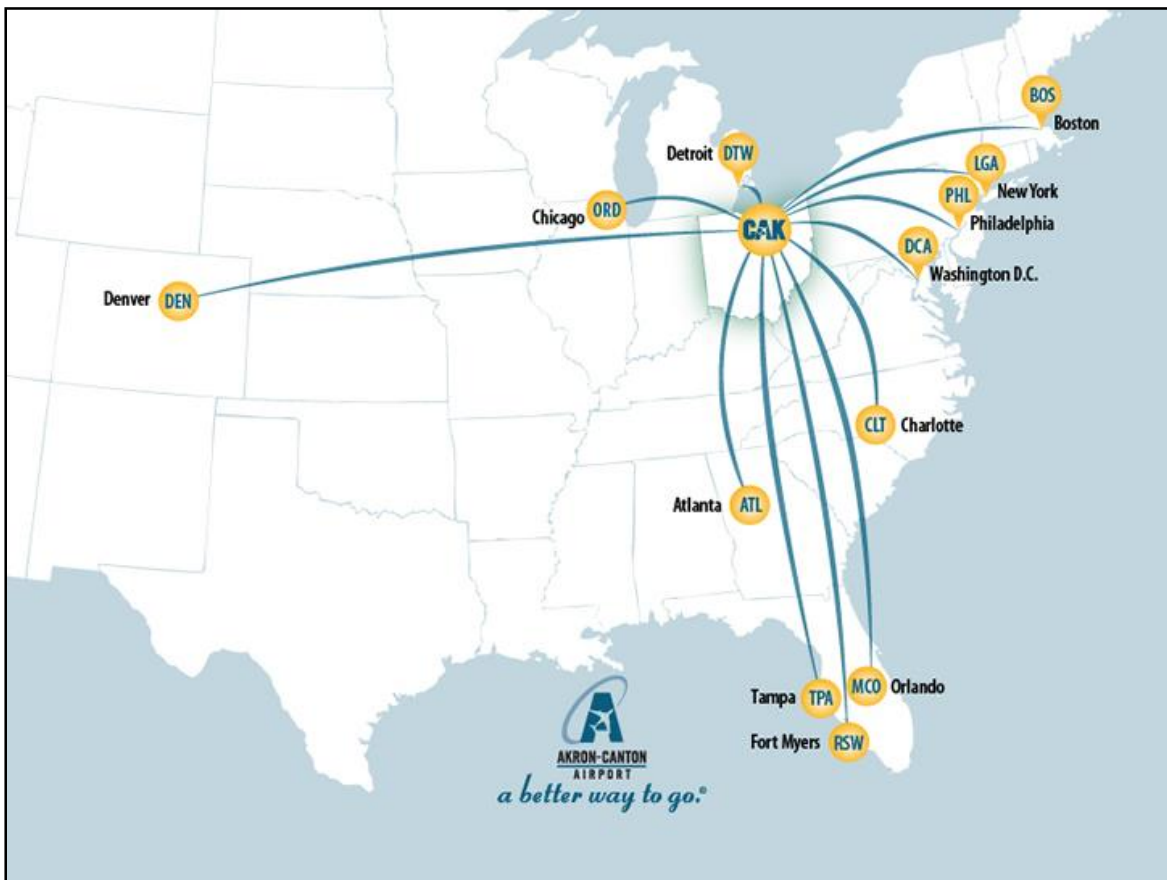 BOS
Boston
Detroit DTW
LGA
New York
PHL
Philadelphia
Chicago ORD
CAK
DCA
Washington D.C.
Denver DEN
CLT Charlotte
Atlanta ATL
Tampa TPA
MCO Orlando
Fort Myers RSW
A
AKRON-CANTON
AIRPORT
a better way to go.®